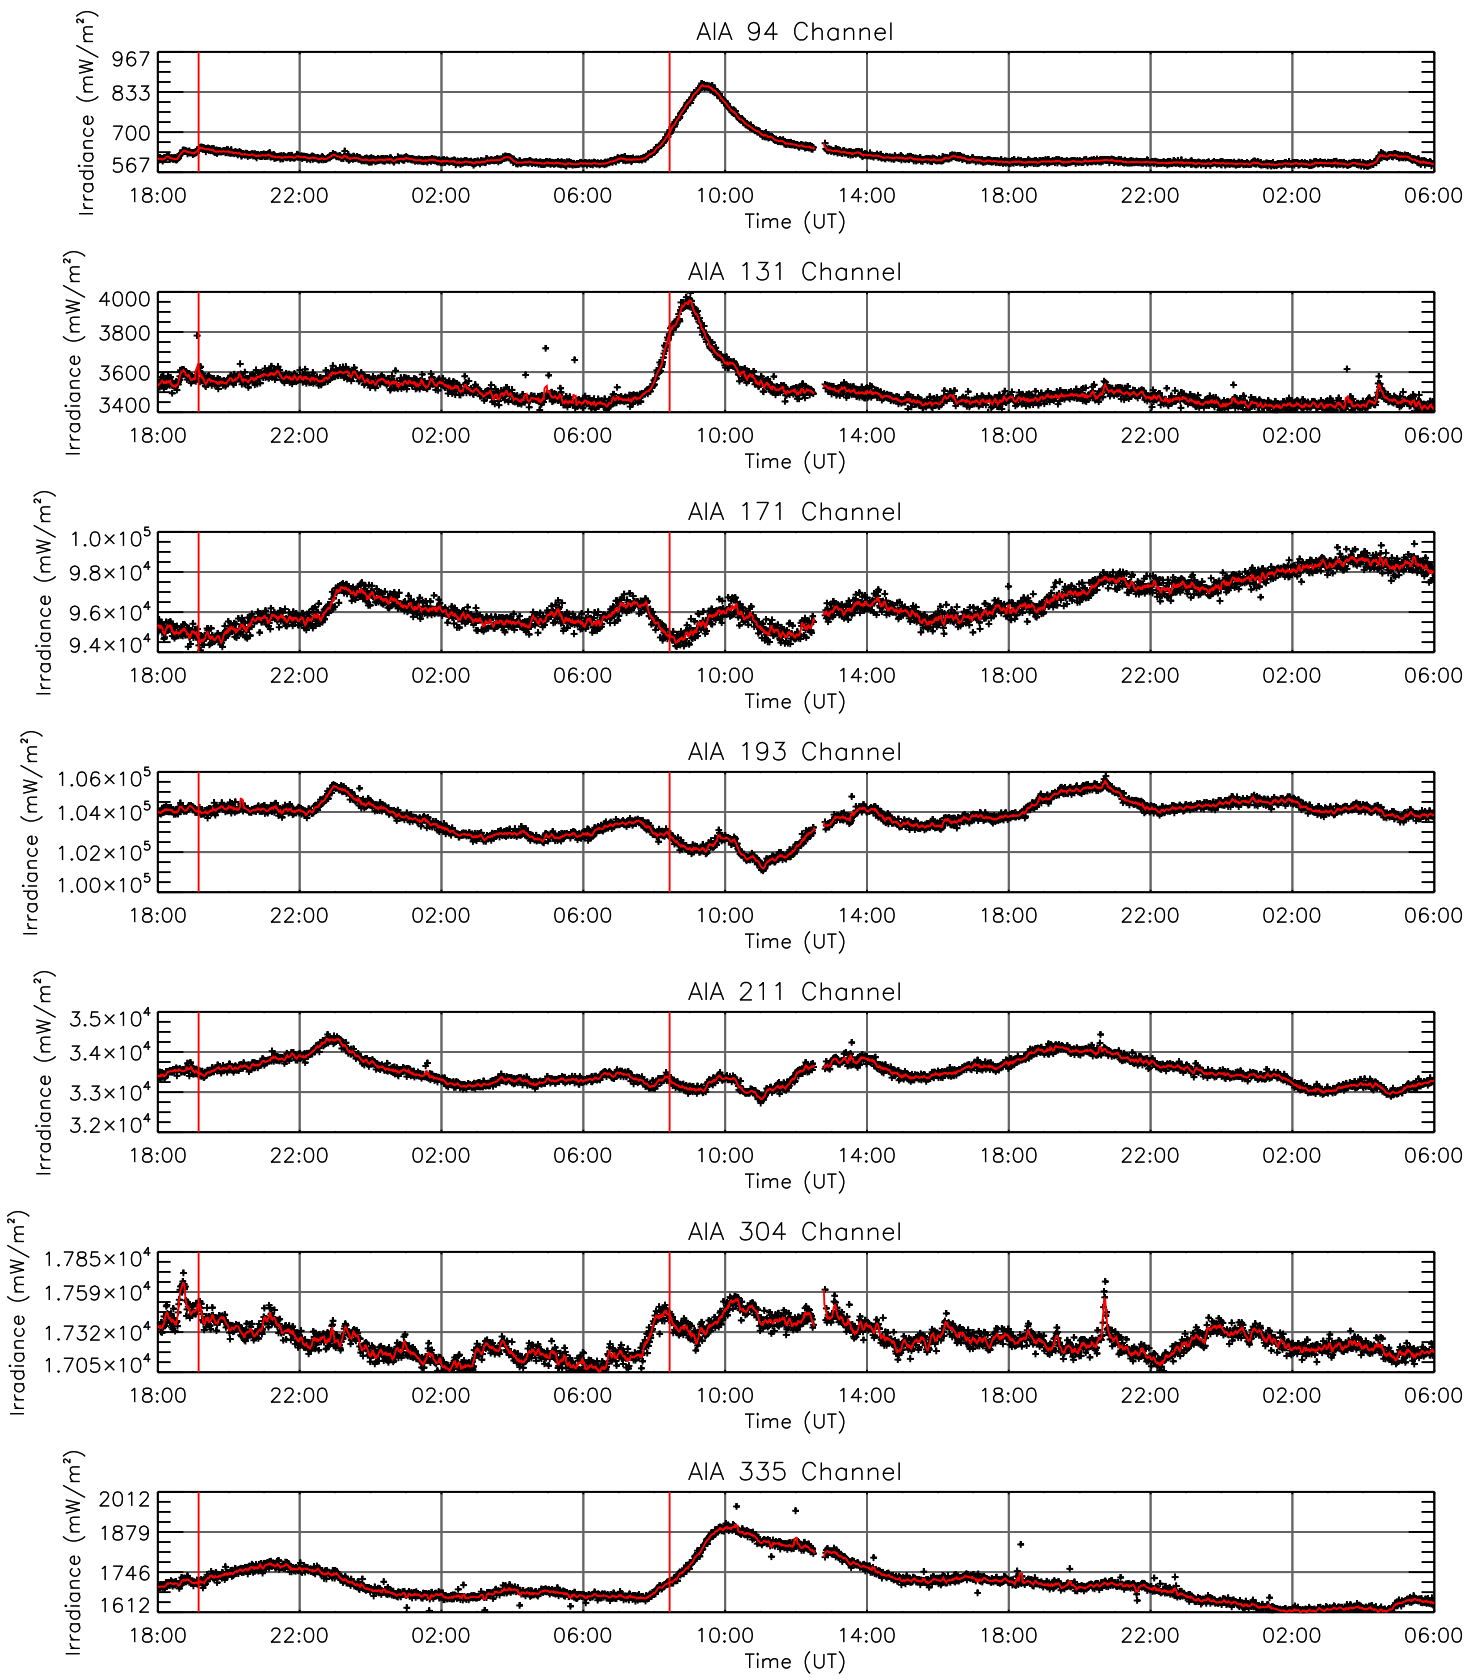 AIA 94 Channel
Irradiance (mW/m²)
967
833
700
567
18:00 22:00 02:00 06:00 10:00 14:00 18:00 22:00 02:00 06:00
Time (UT)
AIA 131 Channel
Irradiance (mW/m²)
4000
3800
3600
3400
18:00 22:00 02:00 06:00 10:00 14:00 18:00 22:00 02:00 06:00
Time (UT)
AIA 171 Channel
Irradiance (mW/m²)
1.0×10⁵
9.8×10⁴
9.6×10⁴
9.4×10⁴
18:00 22:00 02:00 06:00 10:00 14:00 18:00 22:00 02:00 06:00
Time (UT)
AIA 193 Channel
Irradiance (mW/m²)
1.06×10⁵
1.04×10⁵
1.02×10⁵
1.00×10⁵
18:00 22:00 02:00 06:00 10:00 14:00 18:00 22:00 02:00 06:00
Time (UT)
AIA 211 Channel
Irradiance (mW/m²)
3.5×10⁴
3.4×10⁴
3.3×10⁴
3.2×10⁴
18:00 22:00 02:00 06:00 10:00 14:00 18:00 22:00 02:00 06:00
Time (UT)
AIA 304 Channel
Irradiance (mW/m²)
1.785×10⁴
1.759×10⁴
1.732×10⁴
1.705×10⁴
18:00 22:00 02:00 06:00 10:00 14:00 18:00 22:00 02:00 06:00
Time (UT)
AIA 335 Channel
Irradiance (mW/m²)
2012
1879
1746
1612
18:00 22:00 02:00 06:00 10:00 14:00 18:00 22:00 02:00 06:00
Time (UT)